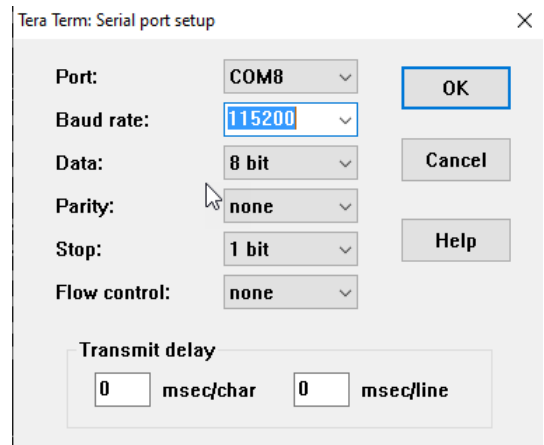 Tera Term: Serial port setup
Port: COM8 OK
Baud rate: 115200
Data: 8 bit Cancel
Parity: none
Stop: 1 bit Help
Flow control: none
Transmit delay
0 msec/char 0 msec/line